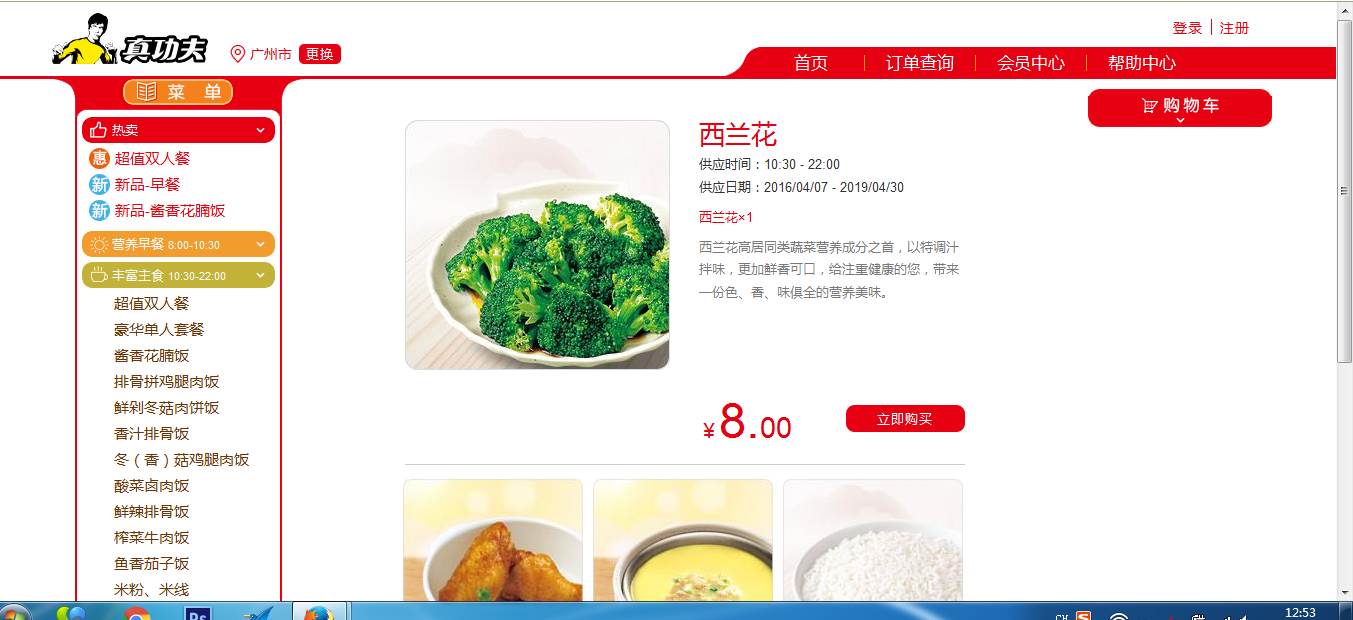 登录 | 注册
真功夫
广州市 更换
首页 | 订单查询 | 会员中心 | 帮助中心
菜 单
购物车
热卖
惠 超值双人餐
新 新品-早餐
新 新品-酱香花腩饭
营养早餐 8:00-10:30
丰富主食 10:30-22:00
超值双人餐
豪华单人套餐
酱香花腩饭
排骨拼鸡腿肉饭
鲜剁冬菇肉饼饭
香汁排骨饭
冬（香）菇鸡腿肉饭
酸菜卤肉饭
鲜辣排骨饭
榨菜牛肉饭
鱼香茄子饭
米粉、米线
西兰花
供应时间：10:30 - 22:00
供应日期：2016/04/07 - 2019/04/30
西兰花×1
西兰花高居同类蔬菜营养成分之首，以特调汁
拌味，更加鲜香可口，给注重健康的您，带来
一份色、香、味俱全的营养美味。
¥8.00
立即购买
Ps
12:53